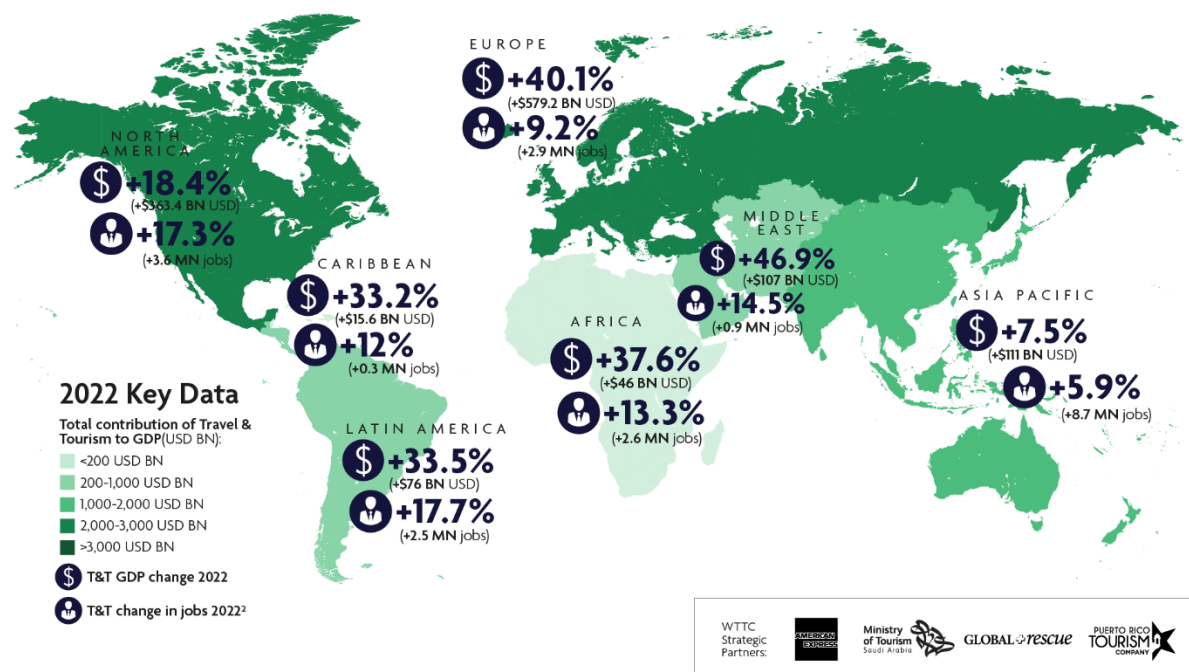 EUROPE
+40.1%
(+$579.2 BN USD)
+9.2%
(+2.9 MN jobs)
NORTH
AMERICA
+18.4%
(+$363.4 BN USD)
+17.3%
(+3.6 MN jobs)
CARIBBEAN
+33.2%
(+$15.6 BN USD)
+12%
(+0.3 MN jobs)
MIDDLE
EAST
+46.9%
(+$107 BN USD)
+14.5%
(+0.9 MN jobs)
AFRICA
+37.6%
(+$46 BN USD)
+13.3%
(+2.6 MN jobs)
ASIA PACIFIC
+7.5%
(+$111 BN USD)
+5.9%
(+8.7 MN jobs)
LATIN AMERICA
+33.5%
(+$76 BN USD)
+17.7%
(+2.5 MN jobs)
2022 Key Data
Total contribution of Travel &
Tourism to GDP(USD BN):
<200 USD BN
200-1,000 USD BN
1,000-2,000 USD BN
2,000-3,000 USD BN
>3,000 USD BN
$ T&T GDP change 2022
T&T change in jobs 2022²
WTTC
Strategic
Partners:
AMERICAN
EXPRESS
Ministry
of Tourism
Saudi Arabia
GLOBAL rescue
PUERTO RICO
TOURISM
COMPANY